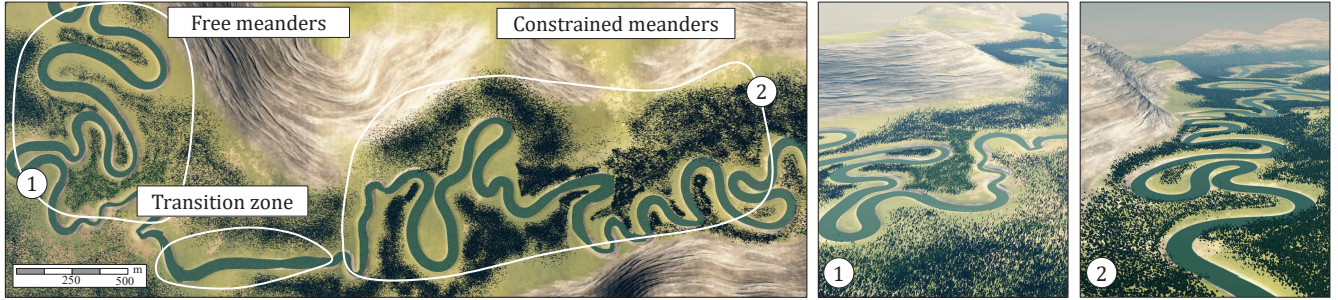 Free meanders
Constrained meanders
2
1
Transition zone
m
250 500
1
2